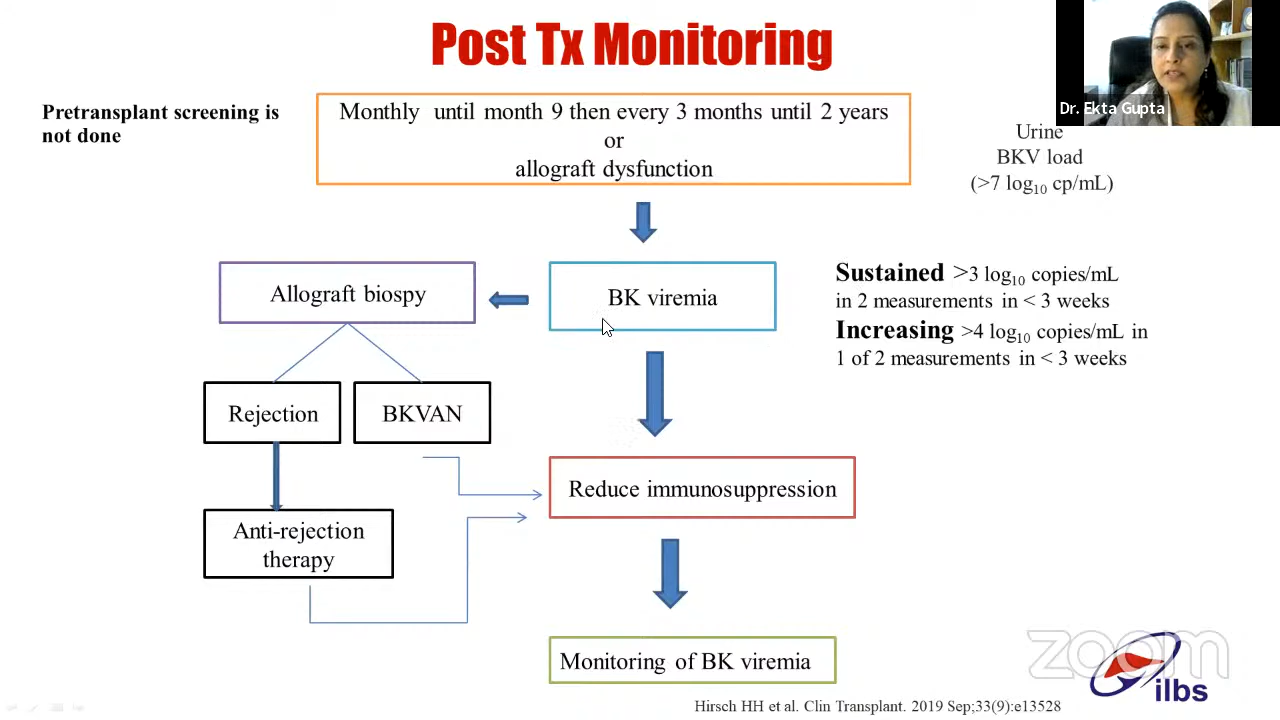 Post Tx Monitoring
Dr. Ekta Gupta
Pretransplant screening is
not done
Monthly until month 9 then every 3 months until 2 years
or
allograft dysfunction
Urine
BKV load
(>7 log10 cp/mL)
Allograft biospy
BK viremia
Sustained >3 log10 copies/mL
in 2 measurements in < 3 weeks
Increasing >4 log10 copies/mL in
1 of 2 measurements in < 3 weeks
Rejection
BKVAN
Reduce immunosuppression
Anti-rejection
therapy
Monitoring of BK viremia
zoom
ilbs
Hirsch HH et al. Clin Transplant. 2019 Sep;33(9):e13528